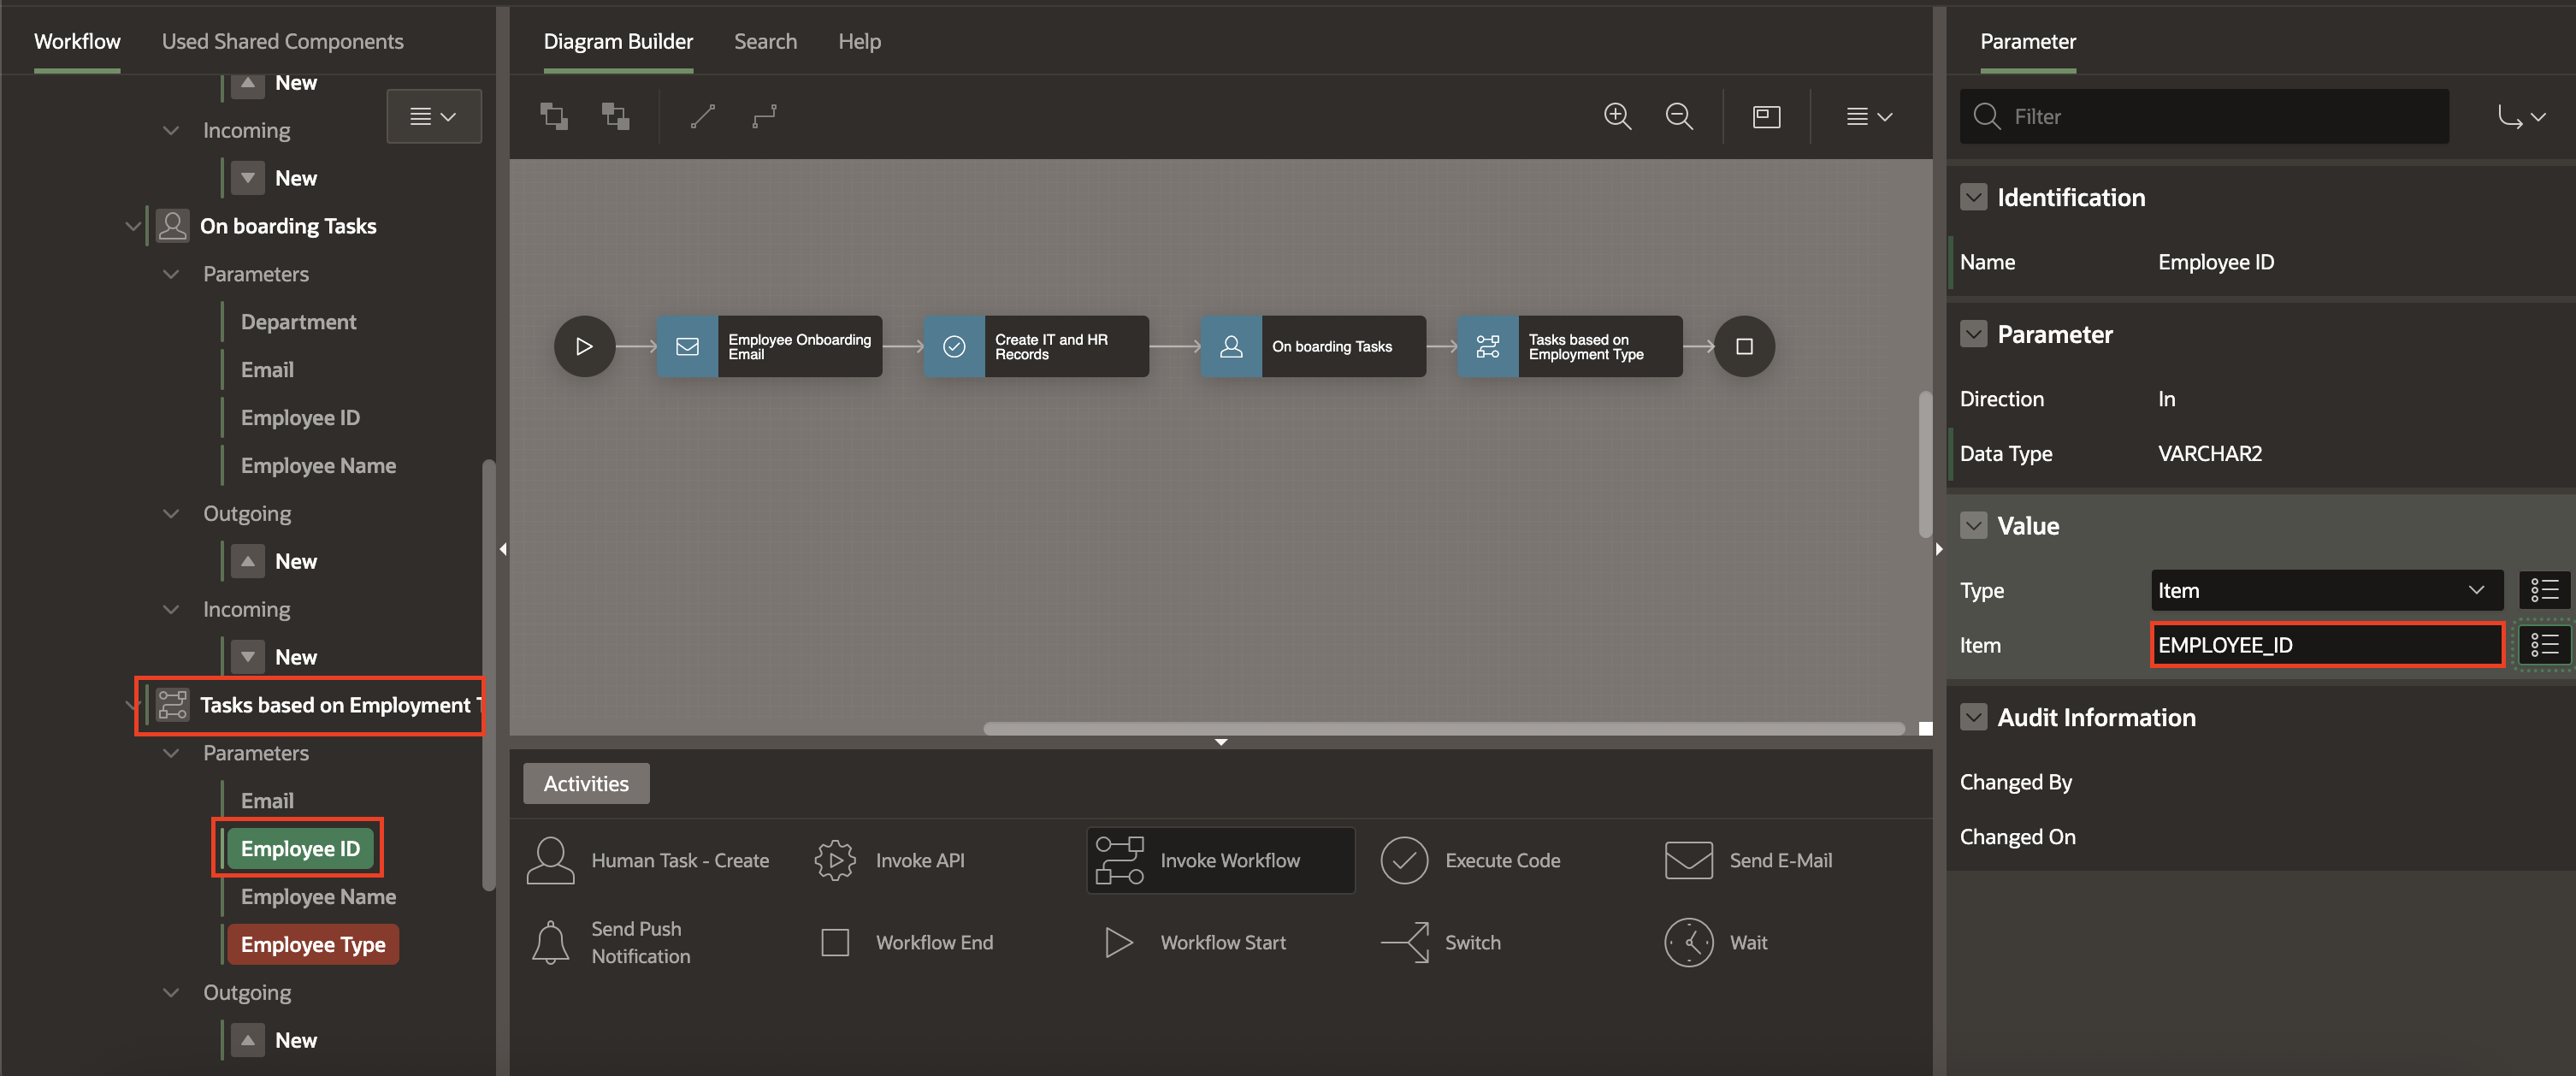 Workflow
Used Shared Components
New
Incoming
New
On boarding Tasks
Parameters
Department
Email
Employee ID
Employee Name
Outgoing
New
Incoming
New
Tasks based on Employment T
Parameters
Email
Employee ID
Employee Name
Employee Type
Outgoing
New
Diagram Builder
Search
Help
Employee Onboarding
Email
Create IT and HR
Records
On boarding Tasks
Tasks based on
Employment Type
Activities
Human Task - Create
Invoke API
Invoke Workflow
Execute Code
Send E-Mail
Send Push
Notification
Workflow End
Workflow Start
Switch
Wait
Parameter
Filter
Identification
Name
Employee ID
Parameter
Direction
In
Data Type
VARCHAR2
Value
Type
Item
Item
EMPLOYEE_ID
Audit Information
Changed By
Changed On